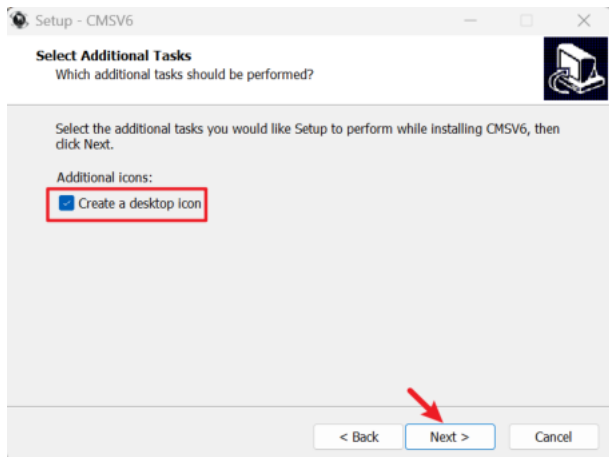 Setup - CMSV6
Select Additional Tasks
Which additional tasks should be performed?
Select the additional tasks you would like Setup to perform while installing CMSV6, then
click Next.
Additional icons:
Create a desktop icon
< Back
Next >
Cancel